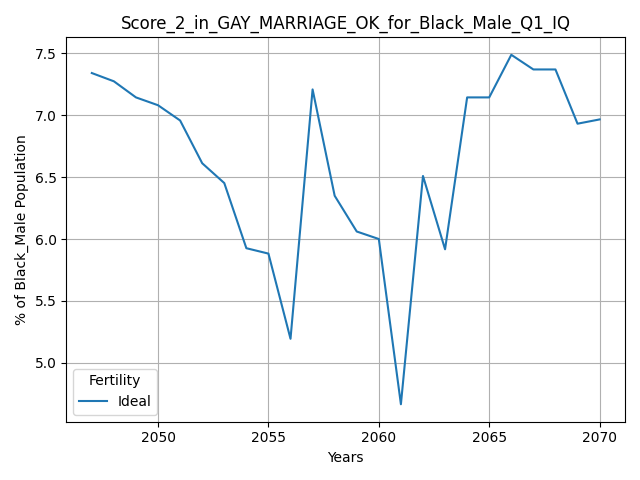 Score_2_in_GAY_MARRIAGE_OK_for_Black_Male_Q1_IQ
% of Black_Male Population
7.5
7.0
6.5
6.0
5.5
5.0
Fertility
Ideal
2050 2055 2060 2065 2070
Years